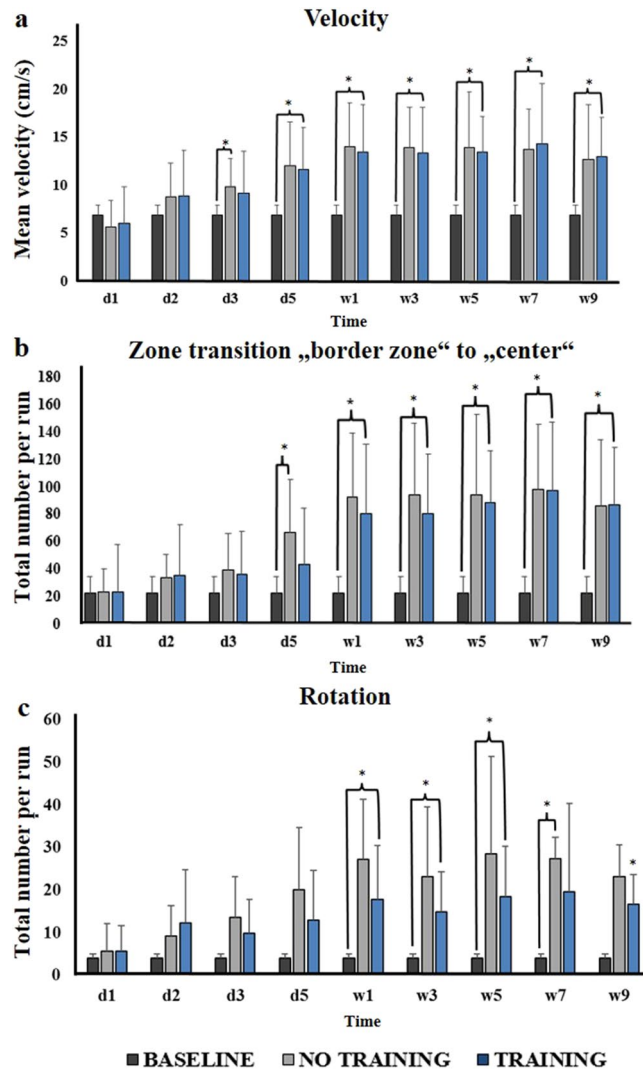 a
Velocity
Mean velocity (cm/s)
25
20
15
10
5
0
* * * * * * *
d1 d2 d3 d5 w1 w3 w5 w7 w9
Time
b
Zone transition „border zone“ to „center“
Total number per run
180
160
140
120
100
80
60
40
20
0
* * * * * *
d1 d2 d3 d5 w1 w3 w5 w7 w9
Time
c
Rotation
Total number per run
60
50
40
30
20
10
0
* * * * *
d1 d2 d3 d5 w1 w3 w5 w7 w9
Time
BASELINE NO TRAINING TRAINING